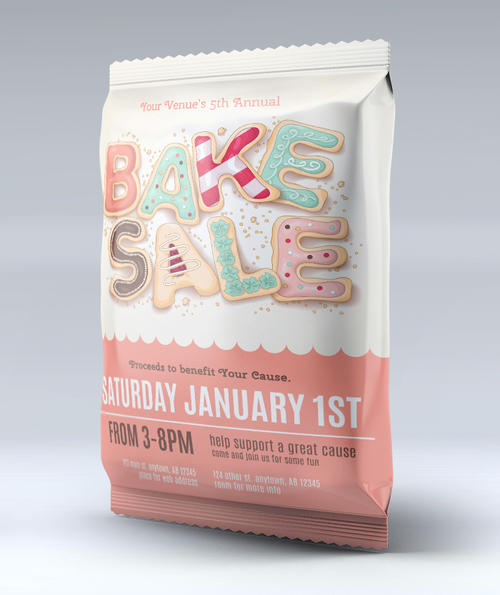 Your Venue's 5th Annual
BAKE
SALE
Proceeds to benefit Your Cause.
SATURDAY JANUARY 1ST
FROM 3-8PM
help support a great cause
come and join us for some fun
123 main st. anytown, AB 12345
place for web address
124 other st. anytown, AB 12345
room for more info